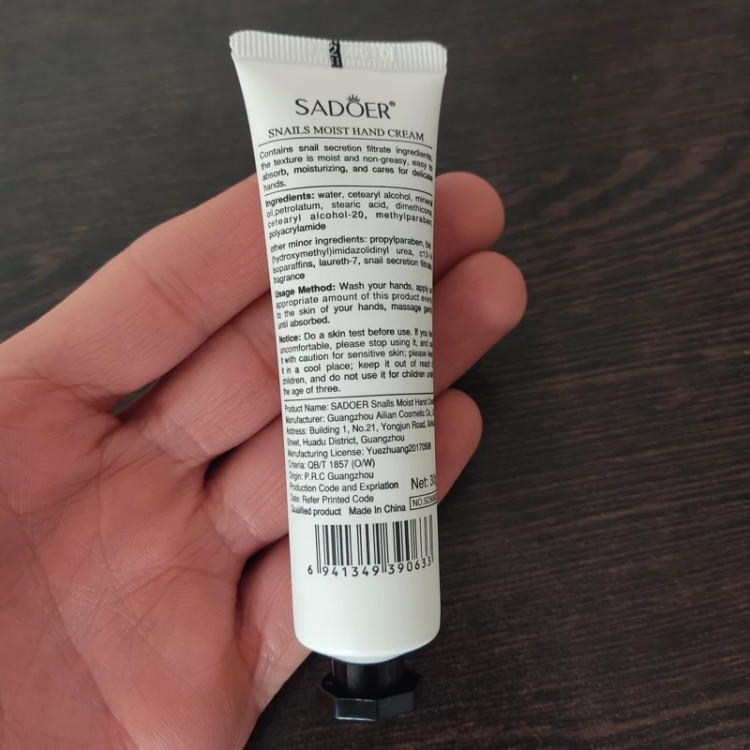 SADOER®
SNAILS MOIST HAND CREAM
Contains snail secretion filtrate ingredients,
the texture is moist and non-greasy, easy to
absorb, moisturizing, and cares for delicate
hands.
Ingredients: water, cetearyl alcohol, mineral
oil,petrolatum, stearic acid, dimethicone,
cetearyl alcohol-20, methylparaben,
polyacrylamide
other minor ingredients: propylparaben,
(hydroxymethyl)imidazolidinyl urea,
isoparaffins, laureth-7, snail secretion filtrate
fragrance
Usage Method: Wash your hands, apply
appropriate amount of this product evenly
to the skin of your hands, massage
until absorbed.
Notice: Do a skin test before use. If you
uncomfortable, please stop using it, and
it with caution for sensitive skin; please
it in a cool place; keep it out of reach
children, and do not use it for children
the age of three.
Product Name: SADOER Snails Moist Hand
Manufacturer: Guangzhou Ailian Cosmetic Co.,
Address: Building 1, No.21, Yongjun Road,
Street, Huadu District, Guangzhou
Manufacturing License: Yuezhuang20170506
Criteria: QB/T 1857 (O/W)
Origin: P.R.C Guangzhou
Production Code and Expriation
Date: Refer Printed Code
Net:
Qualified product Made In China
6 941349 390633